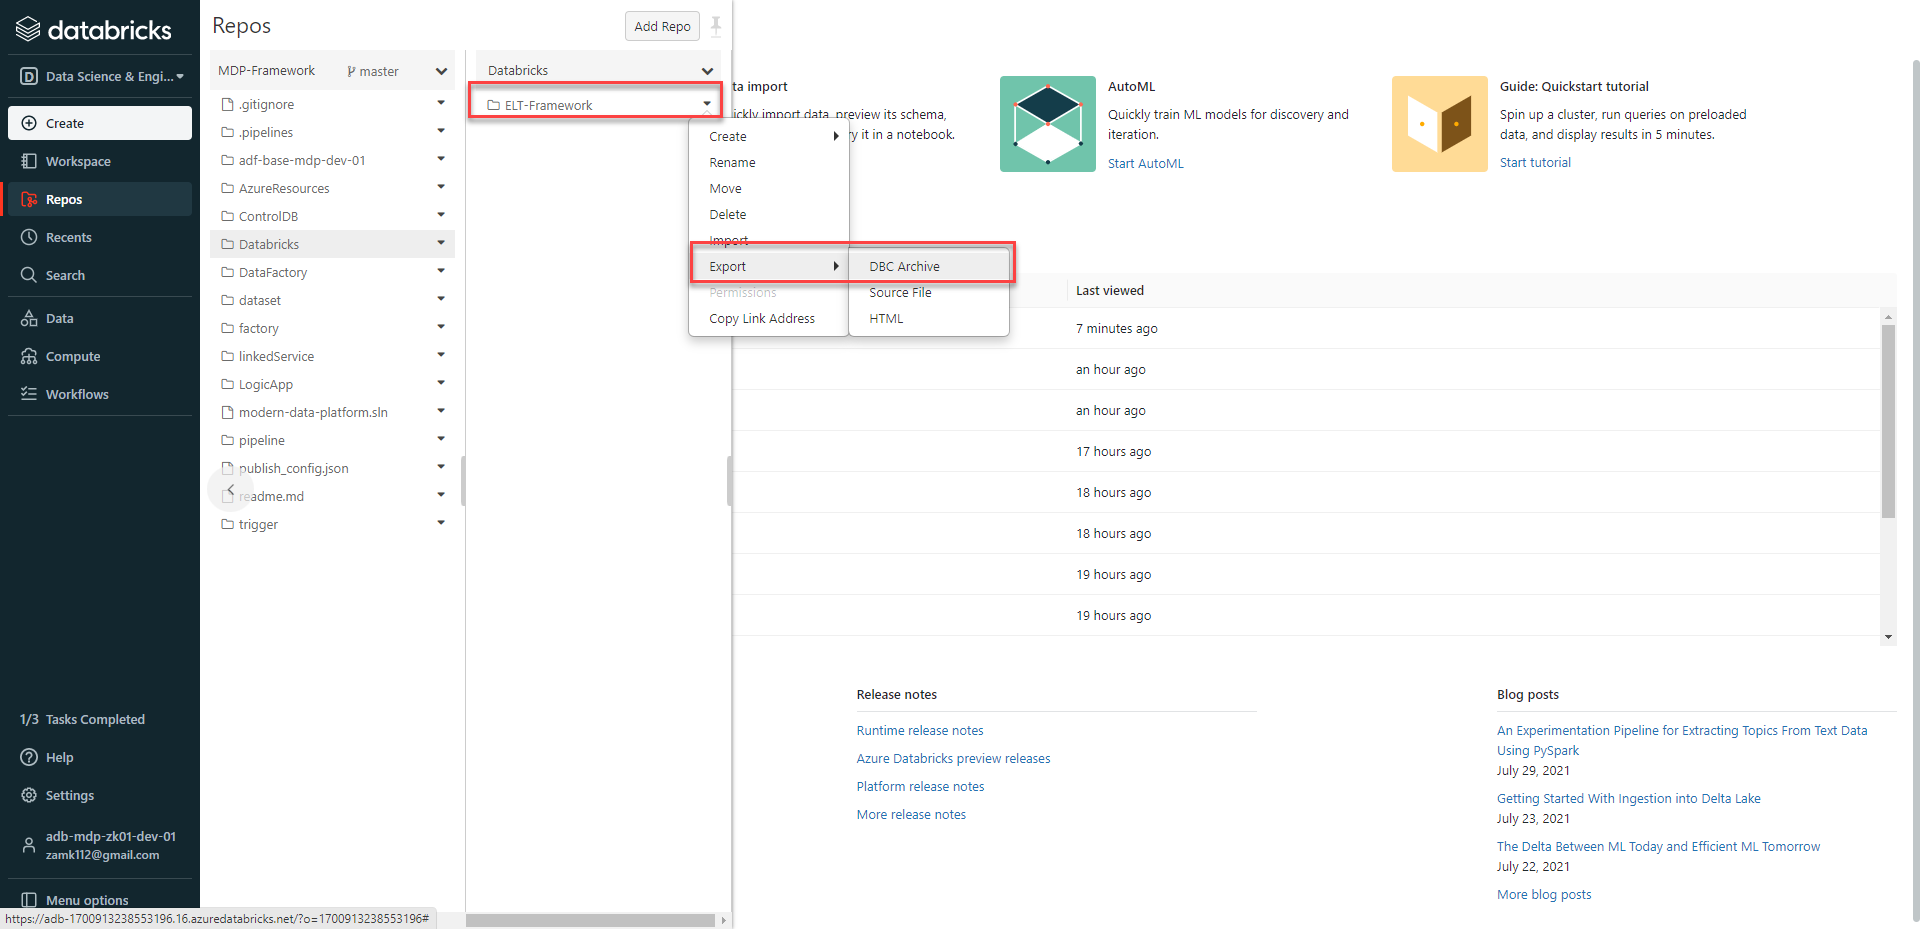 databricks
Data Science & Engi...
Create
Workspace
Repos
Recents
Search
Data
Compute
Workflows
1/3 Tasks Completed
Help
Settings
adb-mdp-zk01-dev-01
zamk112@gmail.com
Menu options
https://adb-1700913238553196.16.azuredatabricks.net/?o=1700913238553196#
Repos
Add Repo
MDP-Framework
master
.gitignore
.pipelines
adf-base-mdp-dev-01
AzureResources
ControlDB
Databricks
DataFactory
dataset
factory
linkedService
LogicApp
modern-data-platform.sln
pipeline
publish_config.json
readme.md
trigger
Databricks
ELT-Framework
Create
Rename
Move
Delete
Import
Export
Permissions
Copy Link Address
DBC Archive
Source File
HTML
ta import
ickly import data, preview its schema,
ry it in a notebook.
AutoML
Quickly train ML models for discovery and
iteration.
Start AutoML
Guide: Quickstart tutorial
Spin up a cluster, run queries on preloaded
data, and display results in 5 minutes.
Start tutorial
Last viewed
7 minutes ago
an hour ago
an hour ago
17 hours ago
18 hours ago
18 hours ago
19 hours ago
19 hours ago
Release notes
Runtime release notes
Azure Databricks preview releases
Platform release notes
More release notes
Blog posts
An Experimentation Pipeline for Extracting Topics From Text Data
Using PySpark
July 29, 2021
Getting Started With Ingestion into Delta Lake
July 23, 2021
The Delta Between ML Today and Efficient ML Tomorrow
July 22, 2021
More blog posts